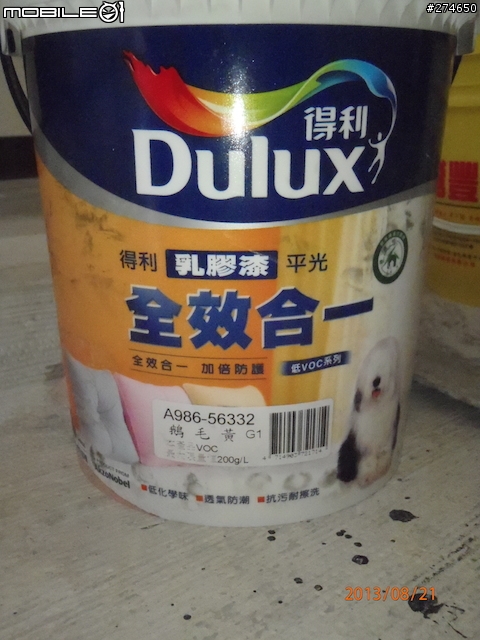 MOBILE01
#274650
得利
Dulux
得利 乳膠漆 平光
全效合一
全效合一 加倍防護
低VOC系列
A986-56332
鵝毛黃 G1
VOC
200g/L
AkzoNobel
■低化學味 ■透氣防潮 ■抗污耐擦洗
豐
2013/08/21